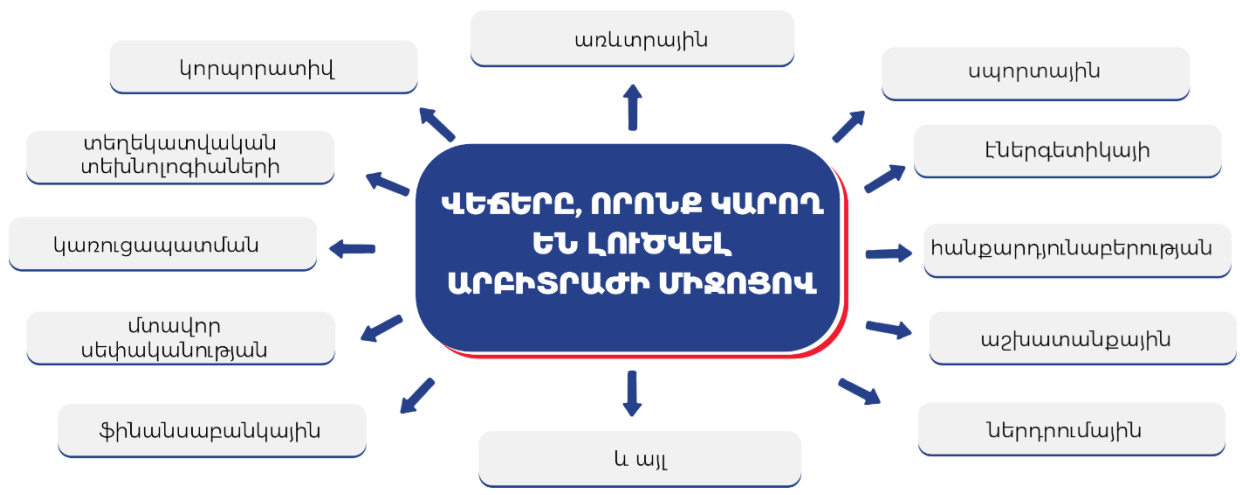 առևտրային
կորպորատիվ
սպորտային
տեղեկատվական
տեխնոլոգիաների
էներգետիկայի
ՎԵՃԵՐԸ, ՈՐՈՆՔ ԿԱՐՈՂ
ԵՆ ԼՈՒԾՎԵԼ
ԱՐԲԻՏՐԱԺԻ ՄԻՋՈՑՈՎ
կառուցապատման
հանքարդյունաբերության
մտավոր
սեփականության
աշխատանքային
ֆինանսաբանկային
ներդրումային
և այլ